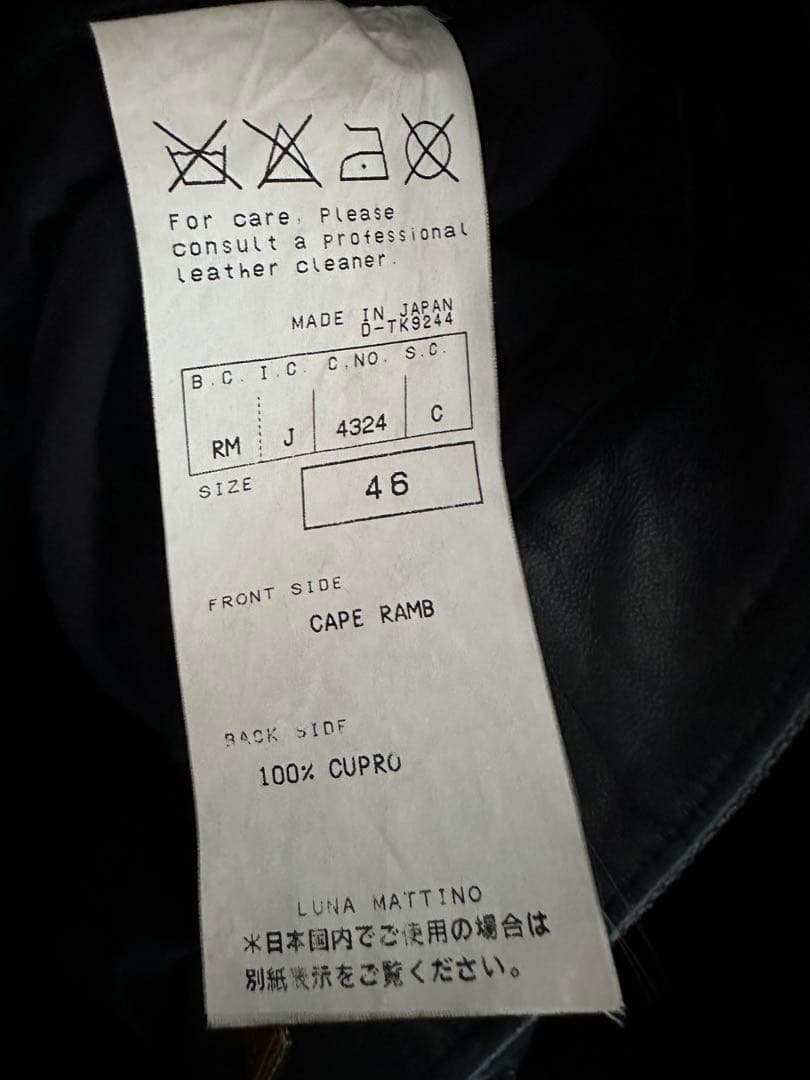 For care. Please
consult a professional
leather cleaner.
MADE IN JAPAN
D-TK9244
B.C. I.C. C.NO. S.C.
RM J 4324 C
SIZE 46
FRONT SIDE
CAPE RAMB
BACK SIDE
100% CUPRO
LUNA MATTINO
*日本国内でご使用の場合は
別紙表示をご覧ください。